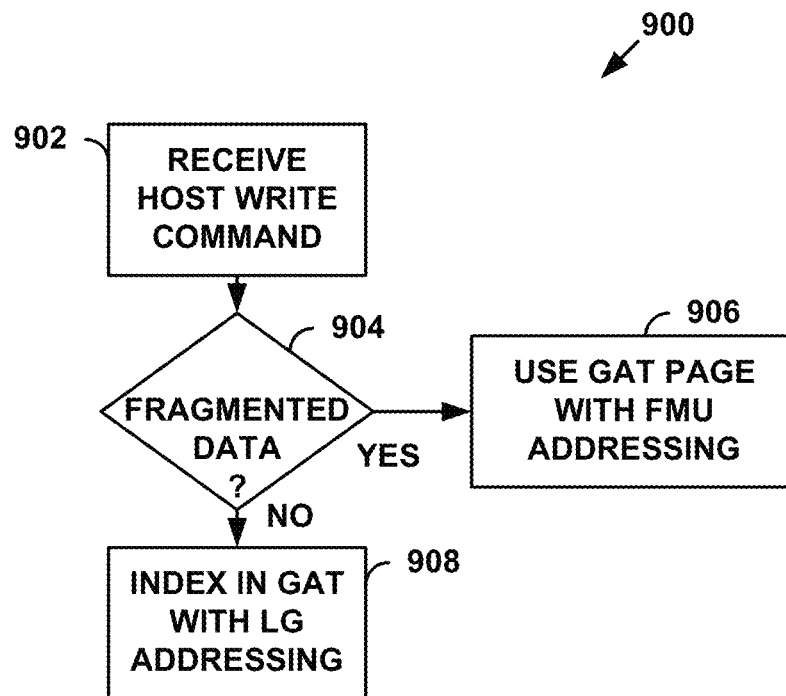 900
902
RECEIVE
HOST WRITE
COMMAND
904
FRAGMENTED
DATA
?
YES
906
USE GAT PAGE
WITH FMU
ADDRESSING
NO
908
INDEX IN GAT
WITH LG
ADDRESSING